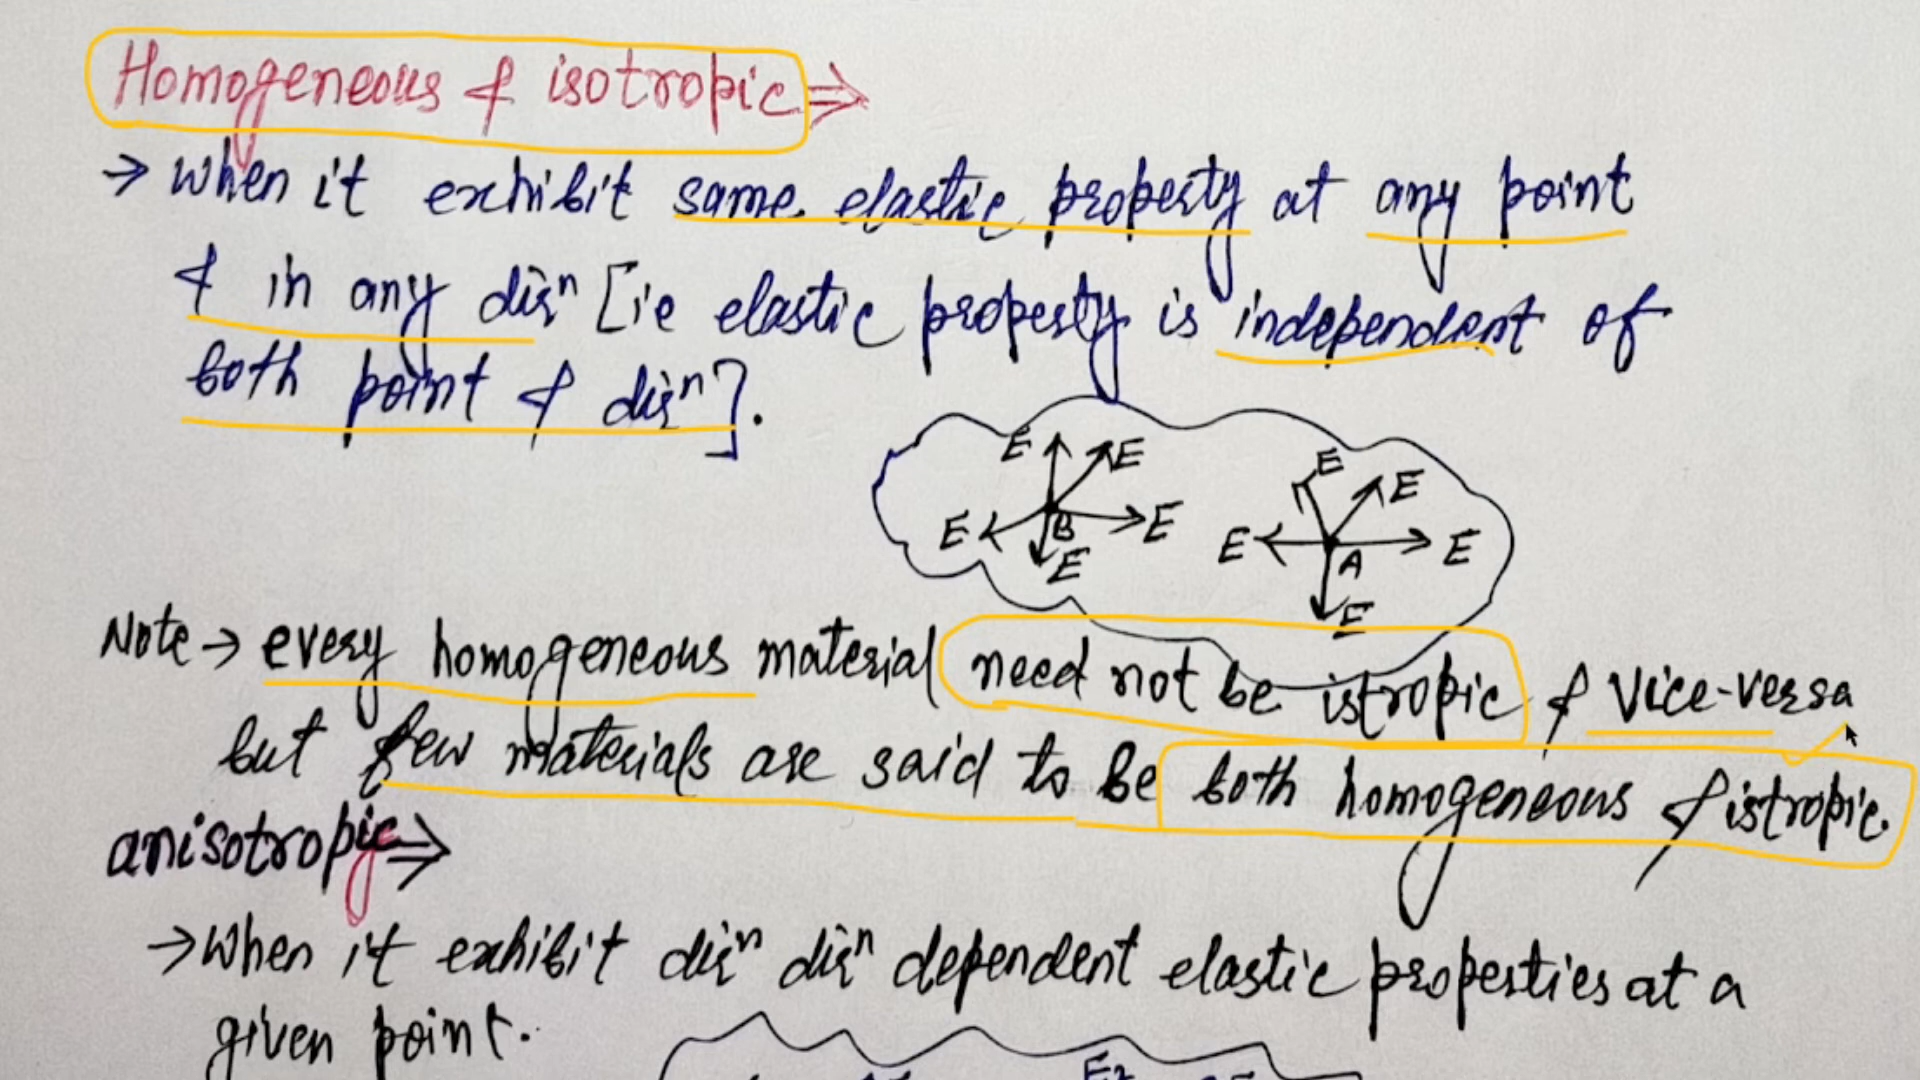 Homogeneous & isotropic ⇒
→ When it exhibit same elastic property at any point
& in any dirⁿ [ie elastic property is independent of
both point & dirⁿ].
E E E
E B E E E E
E A
E
Note → every homogeneous material need not be istropic & Vice-versa
but few materials are said to be both homogeneous & istropic.
anisotropic ⇒
→ When it exhibit dirⁿ dirⁿ dependent elastic properties at a
given point.
E₂